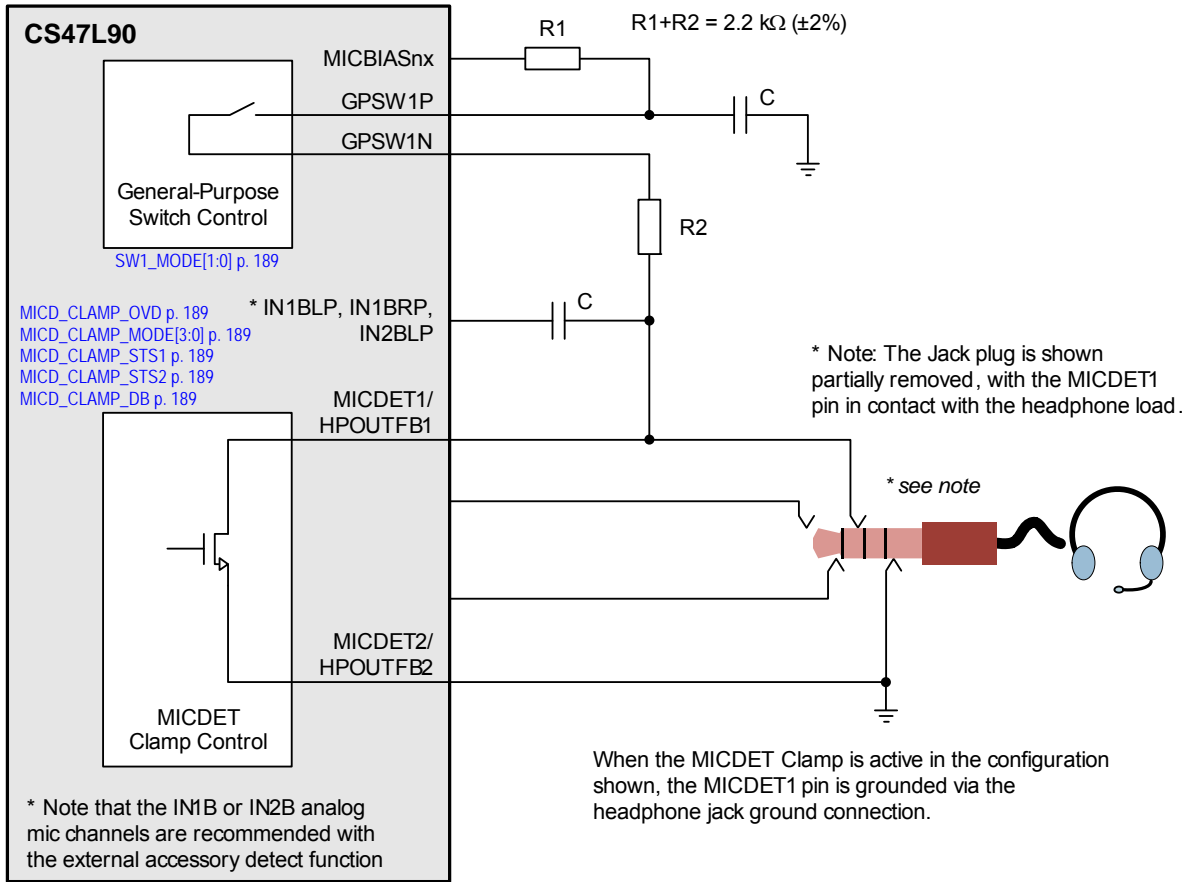 CS47L90
R1
R1+R2 = 2.2 kΩ (±2%)
MICBIASnx
GPSW1P
C
GPSW1N
General-Purpose
Switch Control
R2
SW1_MODE[1:0] p. 189
MICD_CLAMP_OVD p. 189
MICD_CLAMP_MODE[3:0] p. 189
MICD_CLAMP_STS1 p. 189
MICD_CLAMP_STS2 p. 189
MICD_CLAMP_DB p. 189
* IN1BLP, IN1BRP,
IN2BLP
C
* Note: The Jack plug is shown
partially removed, with the MICDET1
pin in contact with the headphone load.
MICDET1/
HPOUTFB1
* see note
MICDET2/
HPOUTFB2
MICDET
Clamp Control
When the MICDET Clamp is active in the configuration
shown, the MICDET1 pin is grounded via the
headphone jack ground connection.
* Note that the IN1B or IN2B analog
mic channels are recommended with
the external accessory detect function